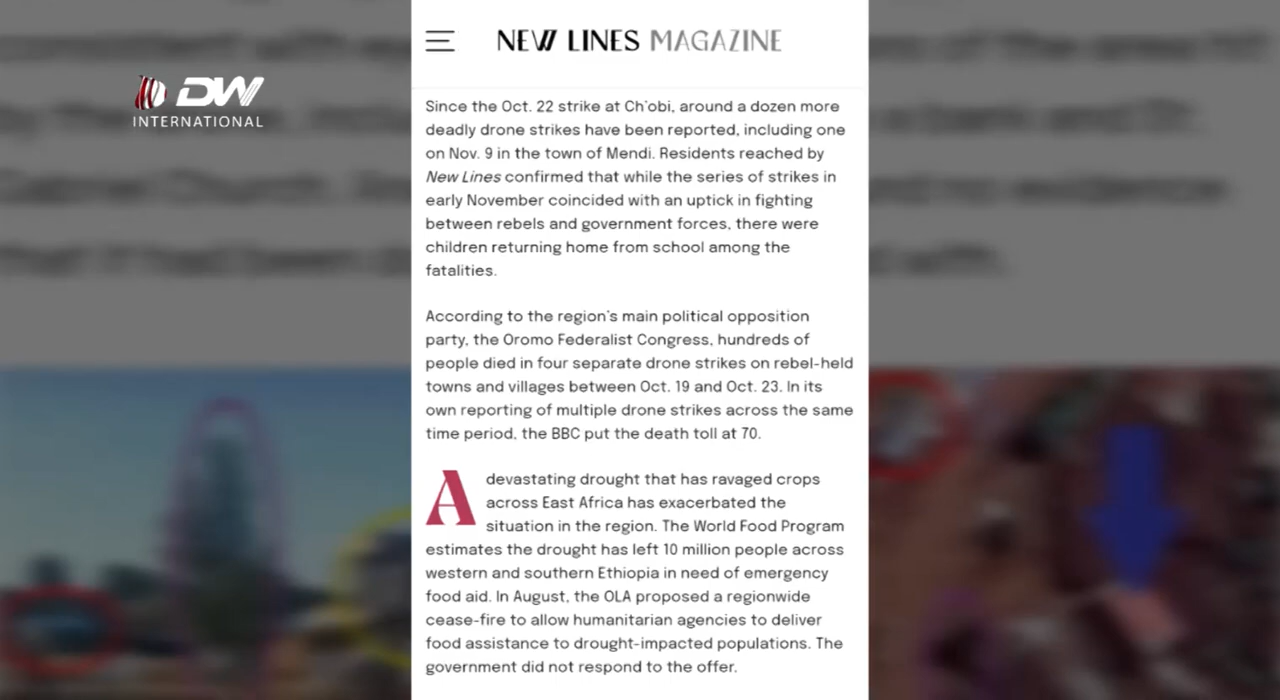 NEW LINES MAGAZINE
DW
INTERNATIONAL
Since the Oct. 22 strike at Ch'obi, around a dozen more
deadly drone strikes have been reported, including one
on Nov. 9 in the town of Mendi. Residents reached by
New Lines confirmed that while the series of strikes in
early November coincided with an uptick in fighting
between rebels and government forces, there were
children returning home from school among the
fatalities.
According to the region's main political opposition
party, the Oromo Federalist Congress, hundreds of
people died in four separate drone strikes on rebel-held
towns and villages between Oct. 19 and Oct. 23. In its
own reporting of multiple drone strikes across the same
time period, the BBC put the death toll at 70.
A devastating drought that has ravaged crops
across East Africa has exacerbated the
situation in the region. The World Food Program
estimates the drought has left 10 million people across
western and southern Ethiopia in need of emergency
food aid. In August, the OLA proposed a regionwide
cease-fire to allow humanitarian agencies to deliver
food assistance to drought-impacted populations. The
government did not respond to the offer.